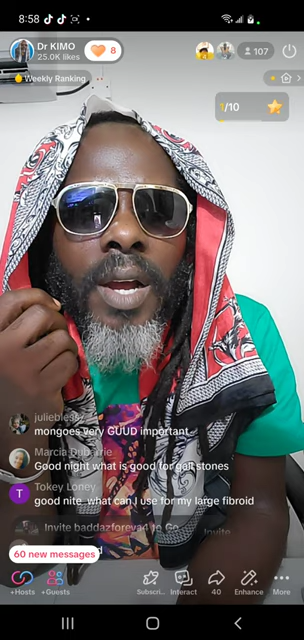 8:58
Dr KIMO
25.0K likes
8
107
Weekly Ranking
1/10
mongoes very GUUD important
Marcia
Good night what is good for gall stones
T
Tokey Loney
good nite what can I use for my large fibroid
Invite baddazforeva4 to Go
Invite
60 new messages
+Hosts
+Guests
Subscri...
Interact
40
Enhance
More